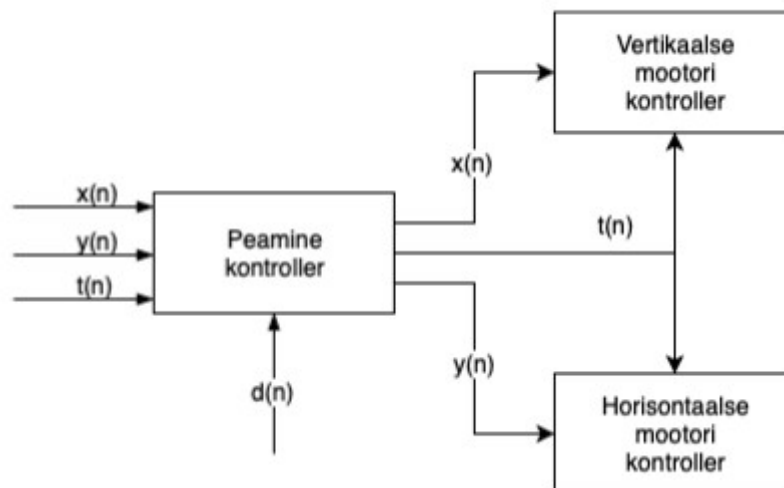 Vertikaalse
mootori
kontroller
x(n)
x(n)
y(n)
t(n)
Peamine
kontroller
t(n)
y(n)
d(n)
Horisontaalse
mootori
kontroller